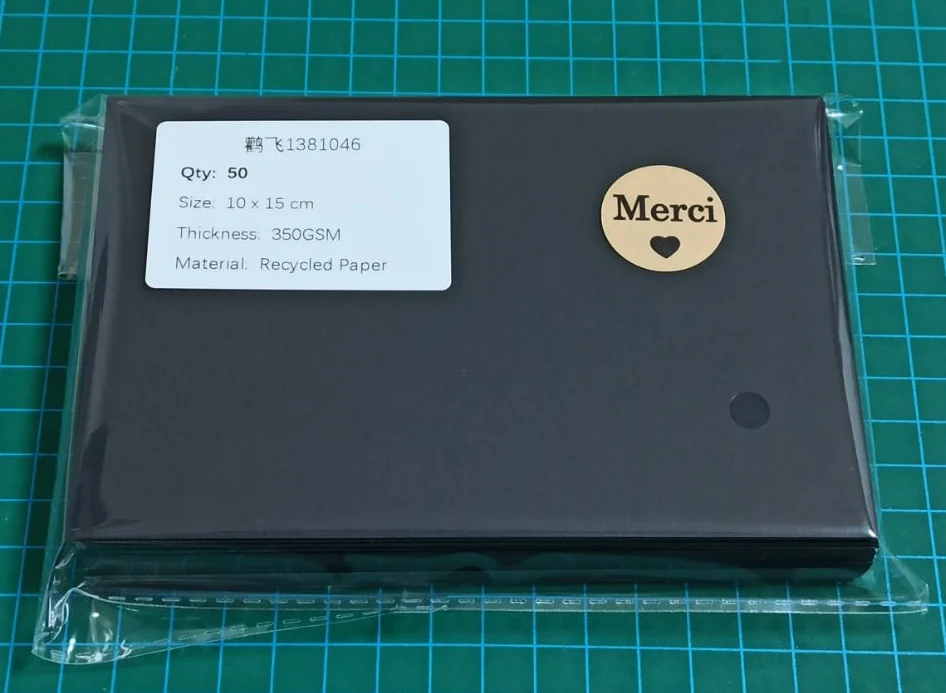 鹳飞1381046
Qty: 50
Size: 10 x 15 cm
Thickness: 350GSM
Material: Recycled Paper
Merci